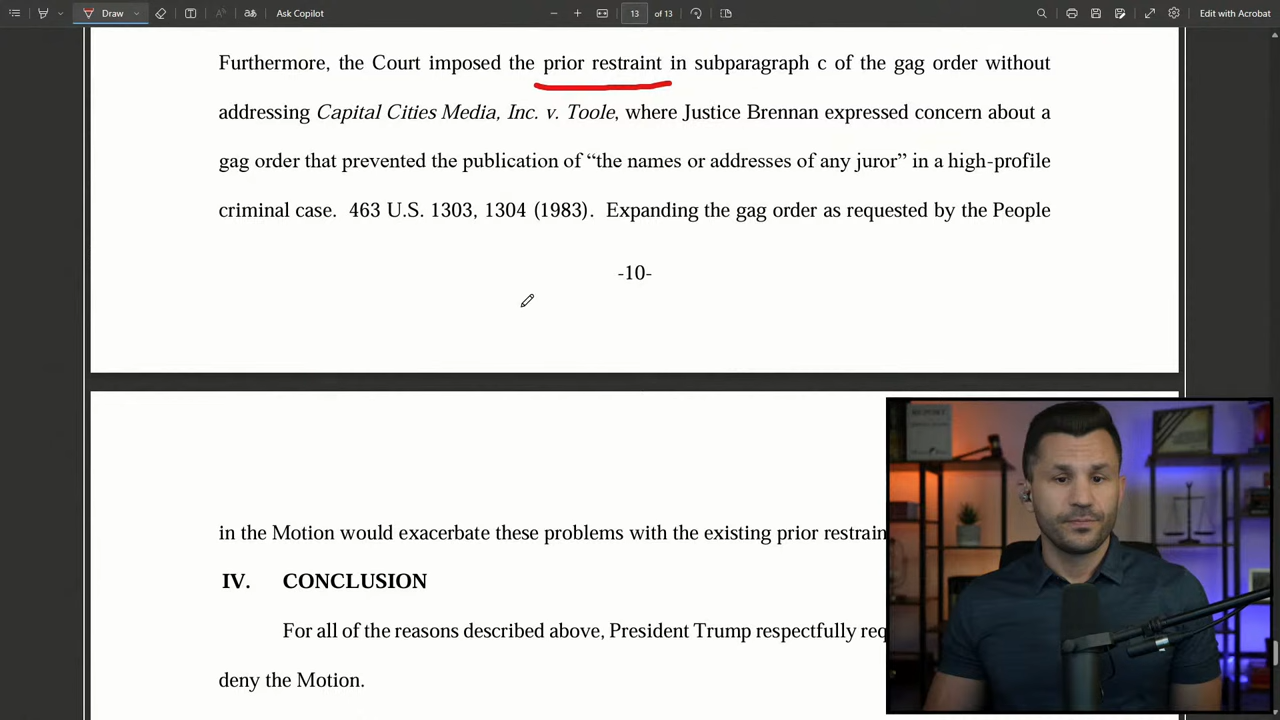 Draw
Ask Copilot
13 of 13
Edit with Acrobat
Furthermore, the Court imposed the prior restraint in subparagraph c of the gag order without
addressing Capital Cities Media, Inc. v. Toole, where Justice Brennan expressed concern about a
gag order that prevented the publication of “the names or addresses of any juror” in a high-profile
criminal case. 463 U.S. 1303, 1304 (1983). Expanding the gag order as requested by the People
-10-
in the Motion would exacerbate these problems with the existing prior restrain
IV. CONCLUSION
For all of the reasons described above, President Trump respectfully req
deny the Motion.